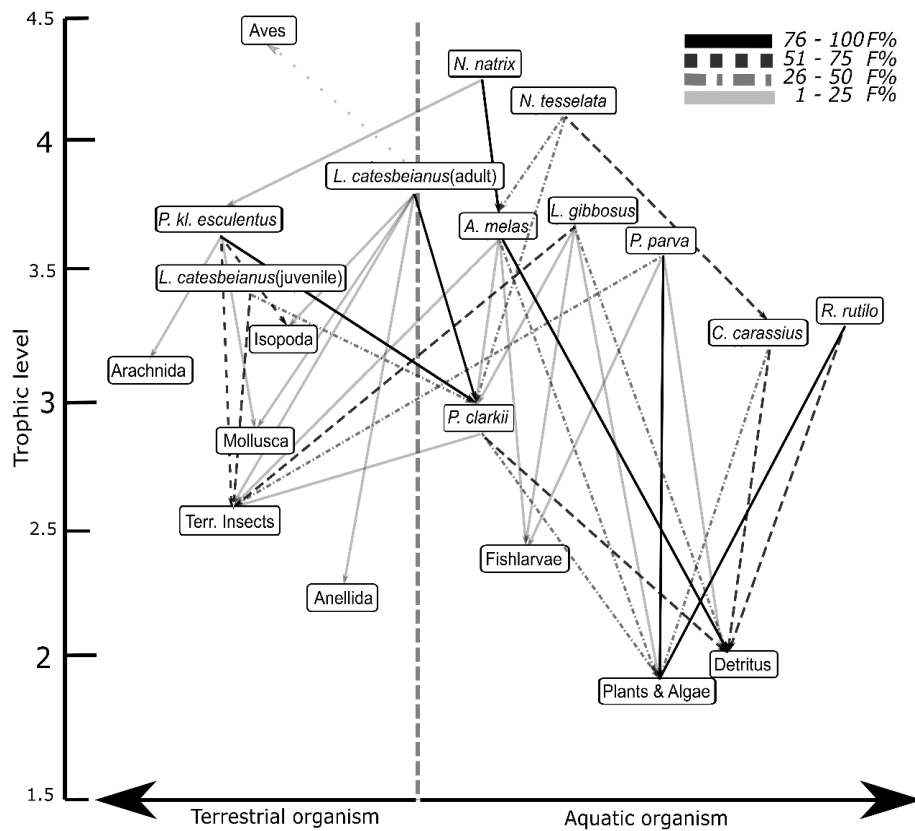 4.5
Aves
76 - 100 F%
51 - 75 F%
26 - 50 F%
1 - 25 F%
N. natrix
N. tesselata
4
L. catesbeianus(adult)
P. kl. esculentus
A. melas
L. gibbosus
P. parva
3.5
L. catesbeianus(juvenile)
Isopoda
C. carassius
R. rutilo
Arachnida
Trophic level
3
P. clarkii
Mollusca
2.5
Terr. Insects
Fishlarvae
Anellida
2
Detritus
Plants & Algae
1.5
Terrestrial organism
Aquatic organism